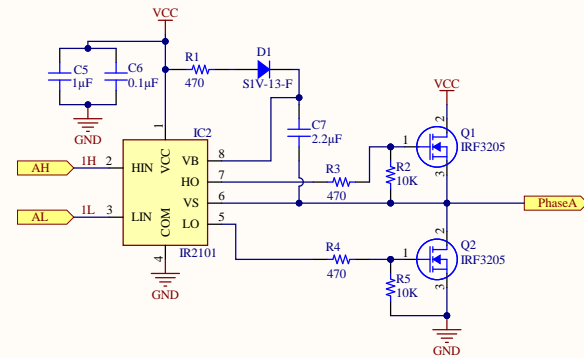 VCC
R1
470
D1
S1V-13-F
C5
1µF
C6
0.1µF
GND
C7
2.2µF
VCC
IC2
1
VCC
AH
1H
2
HIN
VB
8
HO
7
VS
6
LO
5
AL
1L
3
LIN
COM
4
IR2101
GND
R3
470
R2
10K
1
2
3
Q1
IRF3205
PhaseA
R4
470
R5
10K
1
2
3
Q2
IRF3205
GND